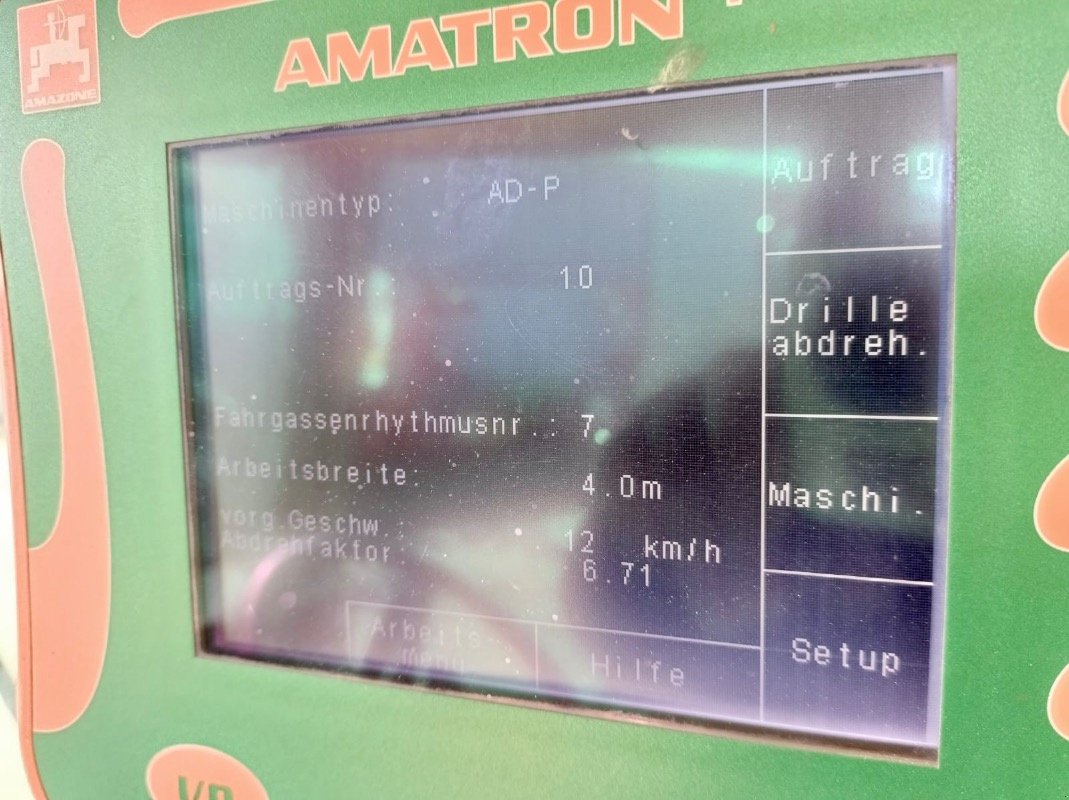 AMAZONE
AMATRON
Maschinentyp: AD-P
Auftrags-Nr.: 10
Fahrgassenrhythmusnr.: 7
Arbeitsbreite: 4.0m
vorg.Geschw.: 12 km/h
Abdrehfaktor: 6.71
Auftrag
Drille
abdreh.
Maschi.
Setup
Arbeits-
menü
Hilfe